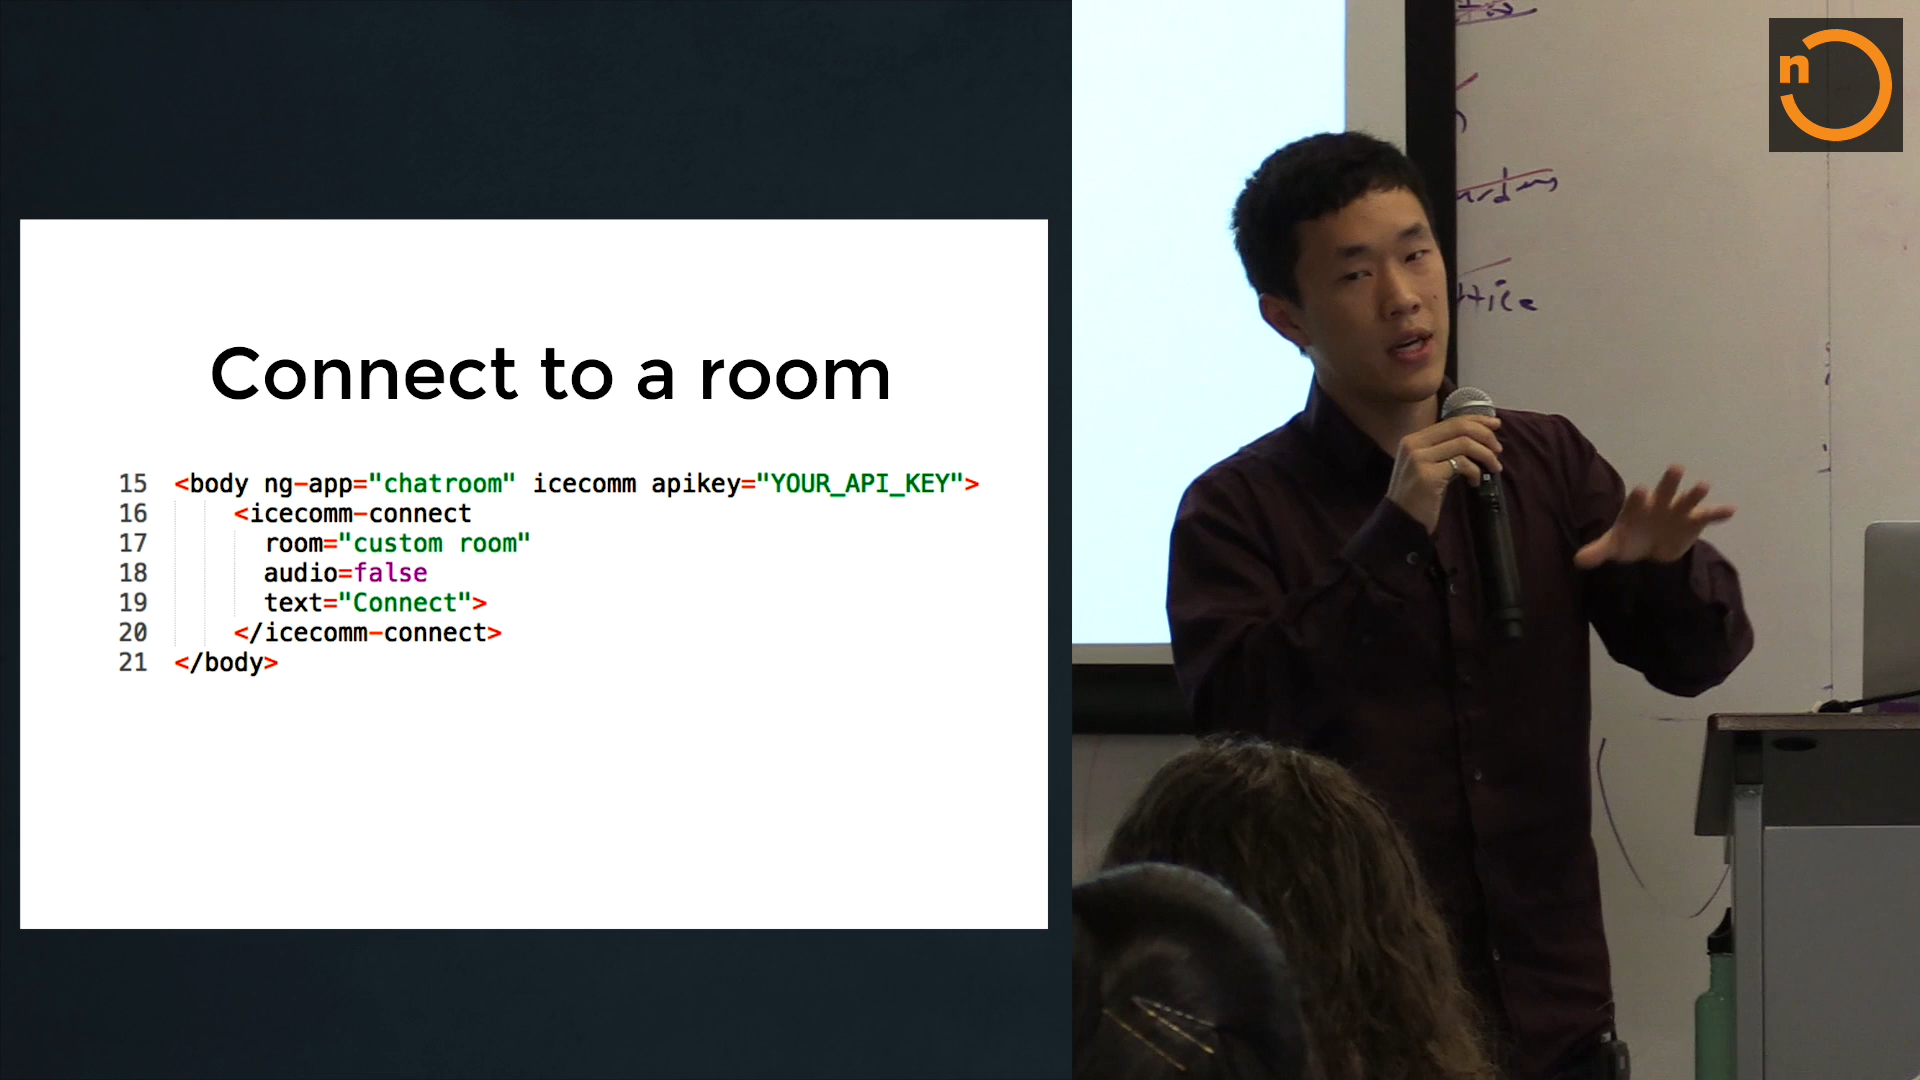 Connect to a room
15 <body ng-app="chatroom" icecomm apikey="YOUR_API_KEY">
16 <icecomm-connect
17 room="custom room"
18 audio=false
19 text="Connect">
20 </icecomm-connect>
21 </body>
n